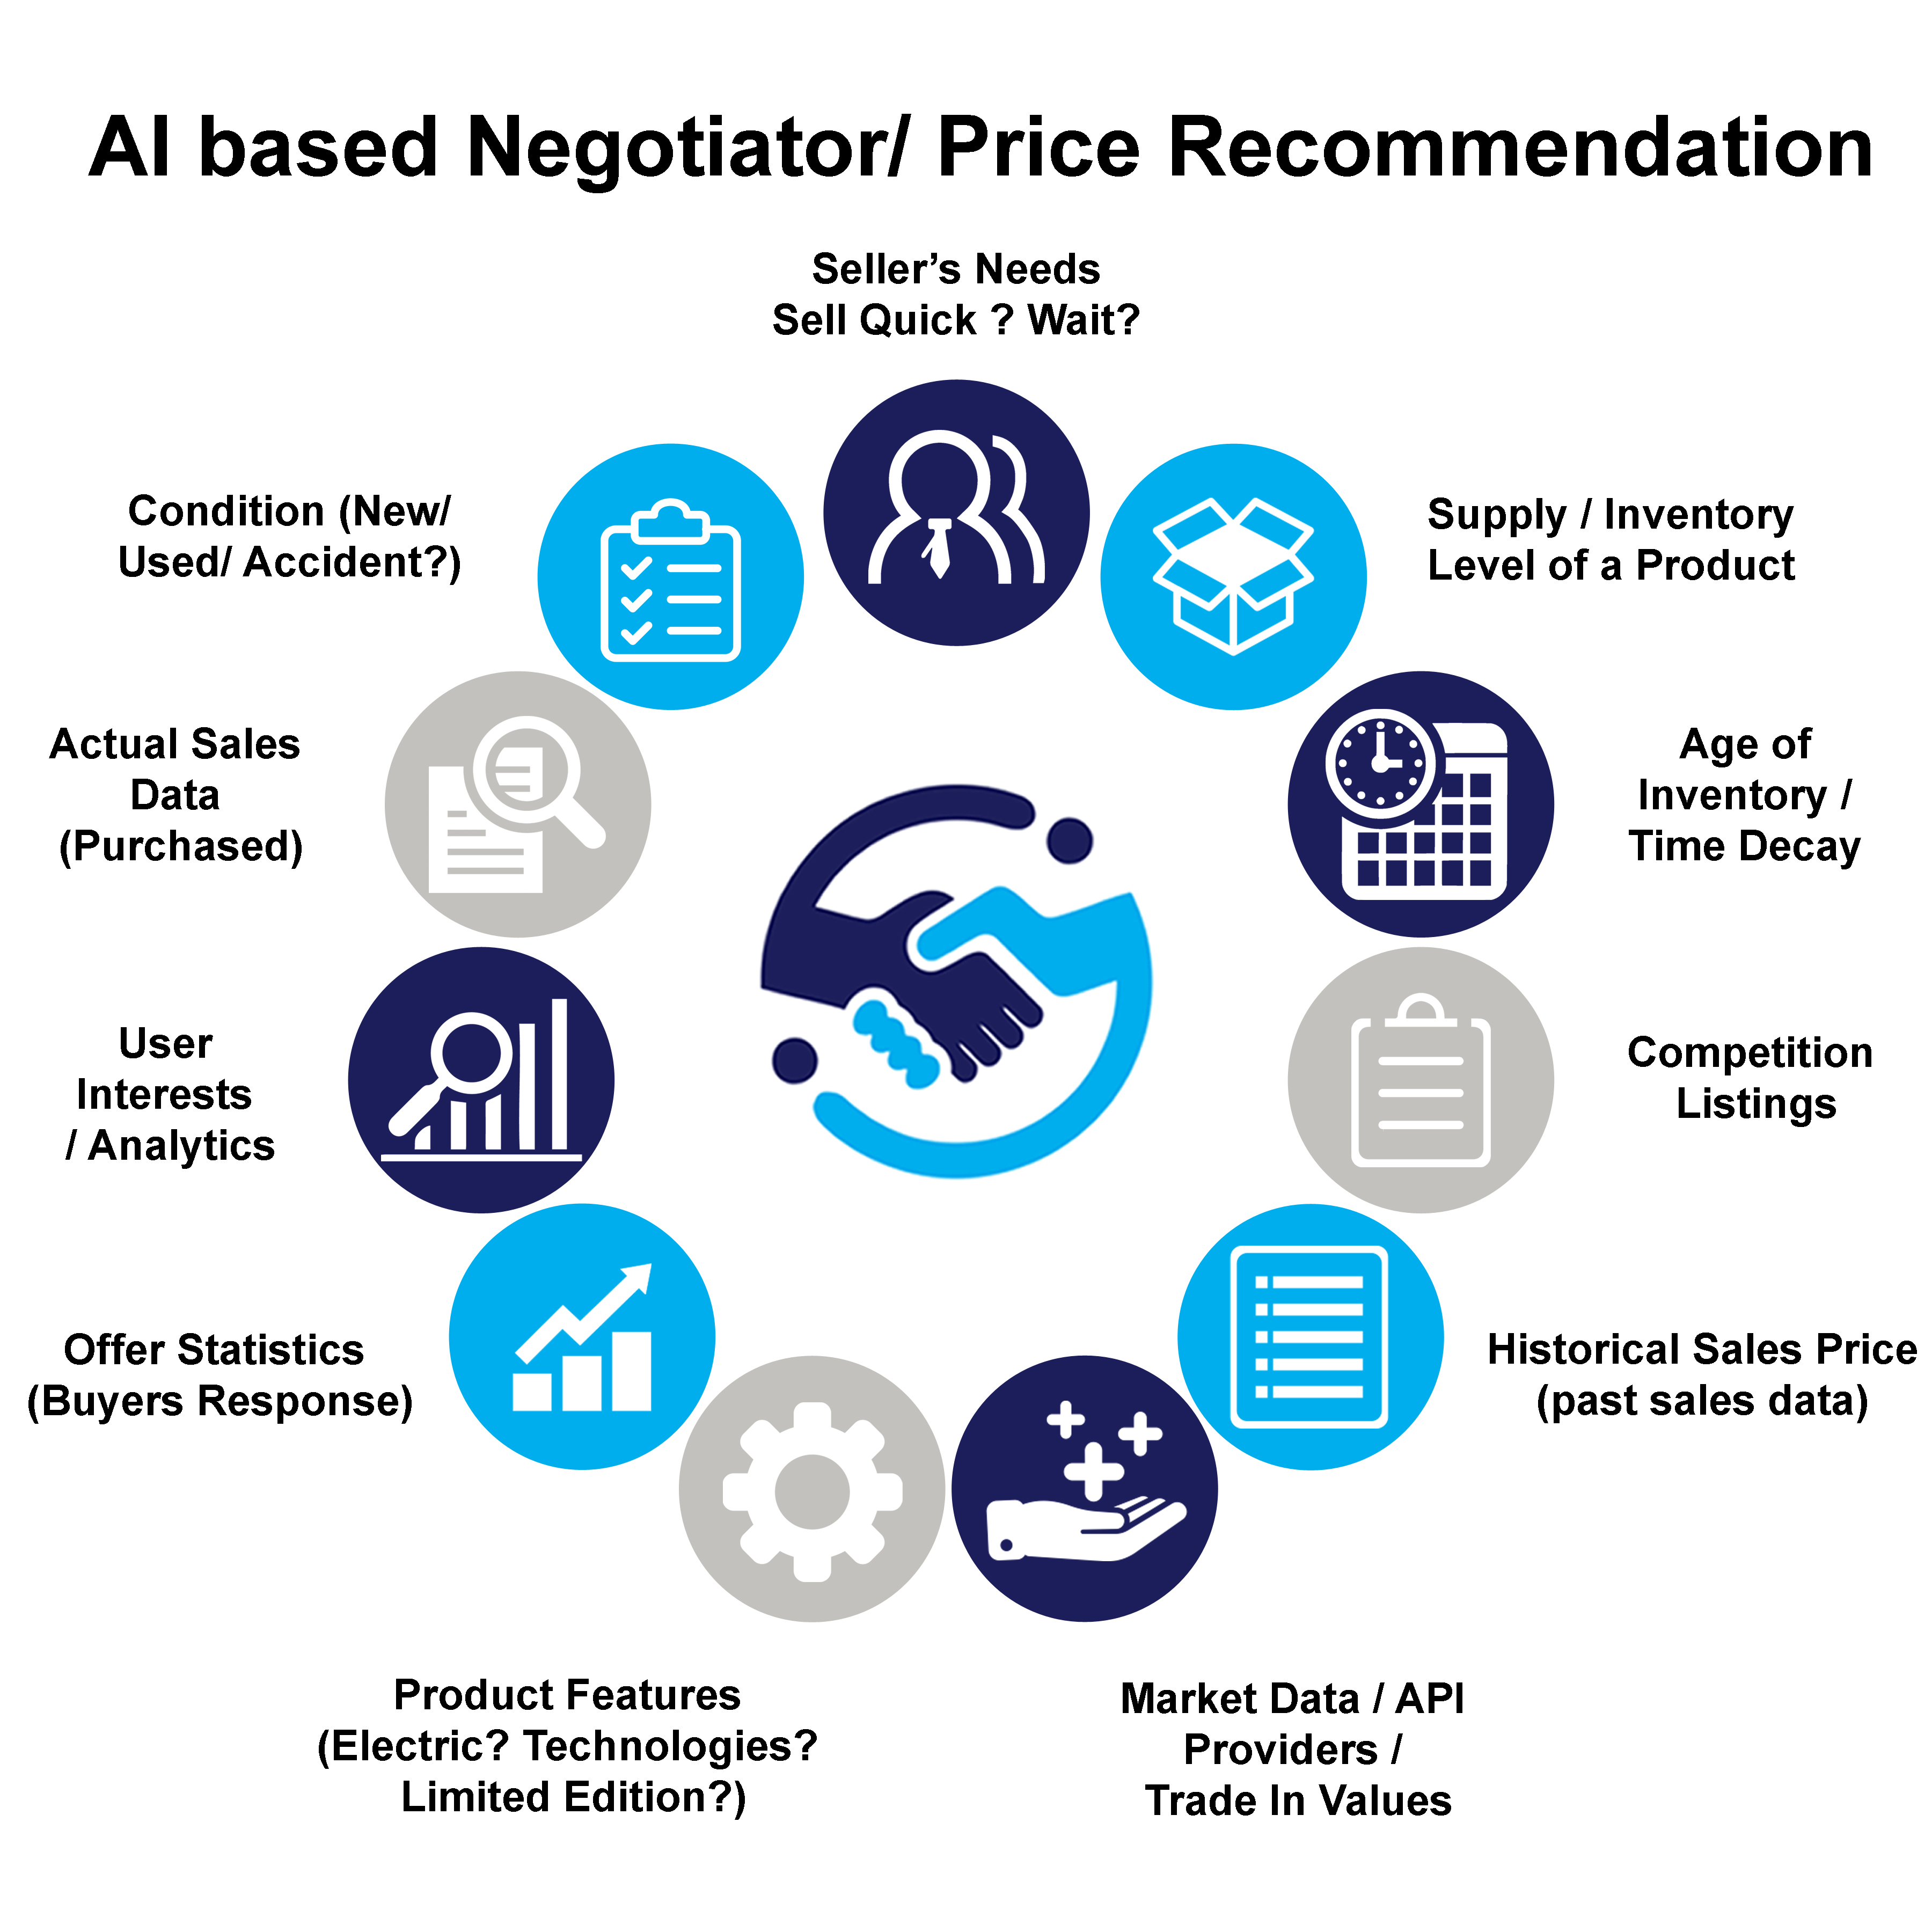 AI based Negotiator/ Price Recommendation
Seller's Needs
Sell Quick ? Wait?
Condition (New/
Used/ Accident?)
Supply / Inventory
Level of a Product
Actual Sales
Data
(Purchased)
Age of
Inventory /
Time Decay
User
Interests
/ Analytics
Competition
Listings
Offer Statistics
(Buyers Response)
Historical Sales Price
(past sales data)
Product Features
(Electric? Technologies?
Limited Edition?)
Market Data / API
Providers /
Trade In Values